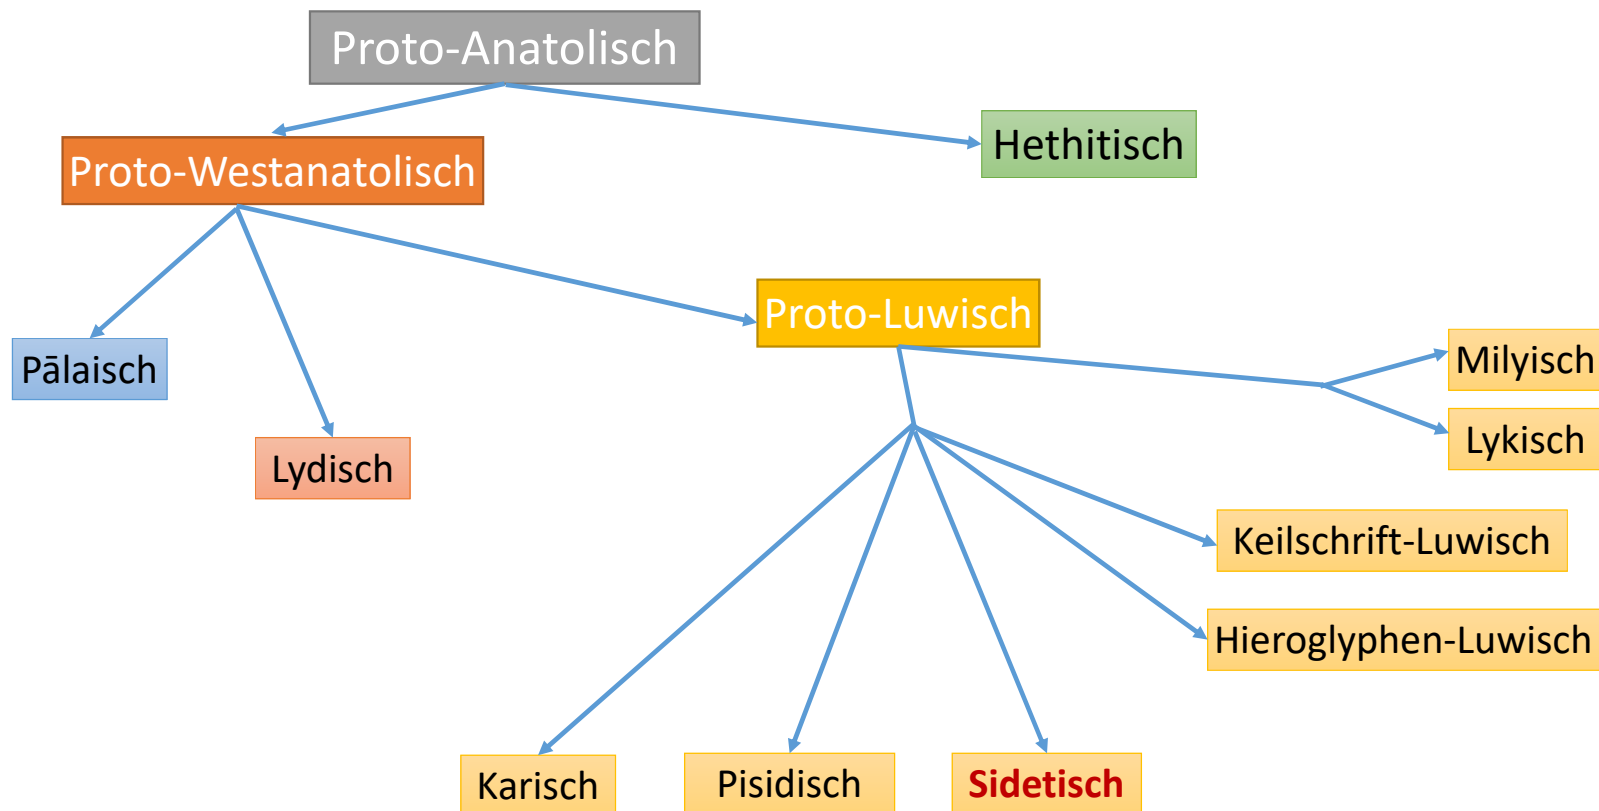 Proto-Anatolisch
Hethitisch
Proto-Westanatolisch
Proto-Luwisch
Pālaisch
Milyisch
Lykisch
Lydisch
Keilschrift-Luwisch
Hieroglyphen-Luwisch
Karisch
Pisidisch
Sidetisch